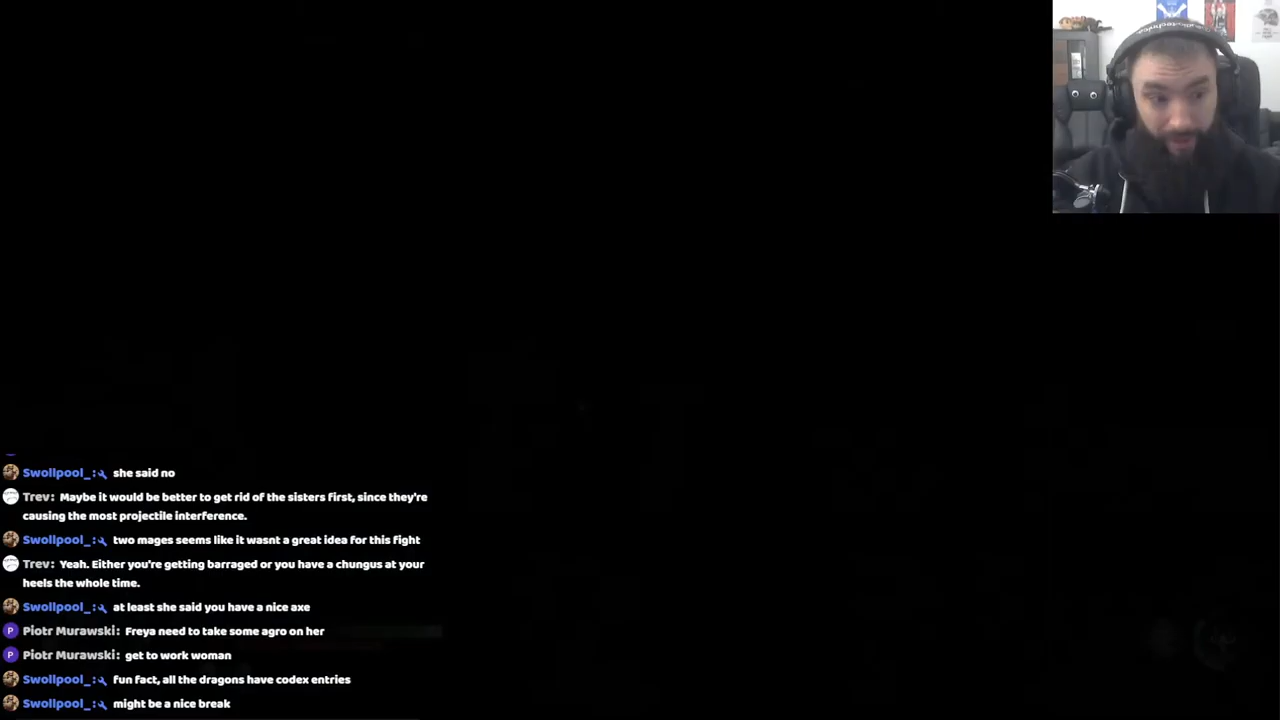 Swollpool_: she said no
Trev: Maybe it would be better to get rid of the sisters first, since they're
causing the most projectile interference.
Swollpool_: two mages seems like it wasnt a great idea for this fight
Trev: Yeah. Either you're getting barraged or you have a chungus at your
heels the whole time.
Swollpool_: at least she said you have a nice axe
P Piotr Murawski: Freya need to take some agro on her
P Piotr Murawski: get to work woman
Swollpool_: fun fact, all the dragons have codex entries
Swollpool_: might be a nice break